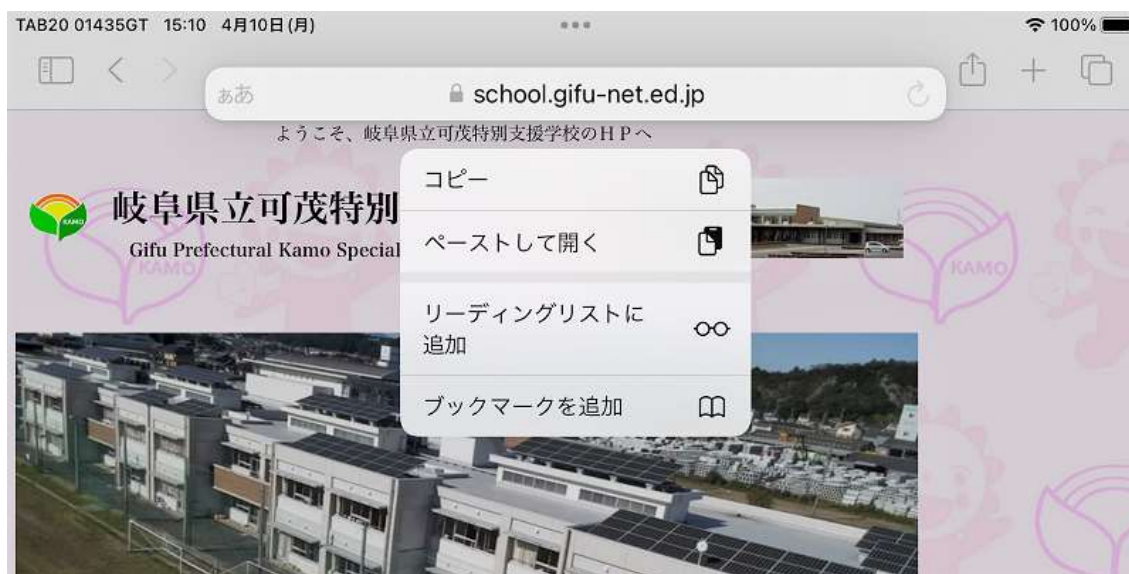 TAB20 01435GT 15:10 4月10日(月)
100%
ぁあ school.gifu-net.ed.jp
ようこそ、岐阜県立可茂特別支援学校のHPへ
コピー
岐阜県立可茂特別
KAMO
ペーストして開く
Gifu Prefectural Kamo Special
KAMO
KAMO
リーディングリストに
追加
ブックマークを追加